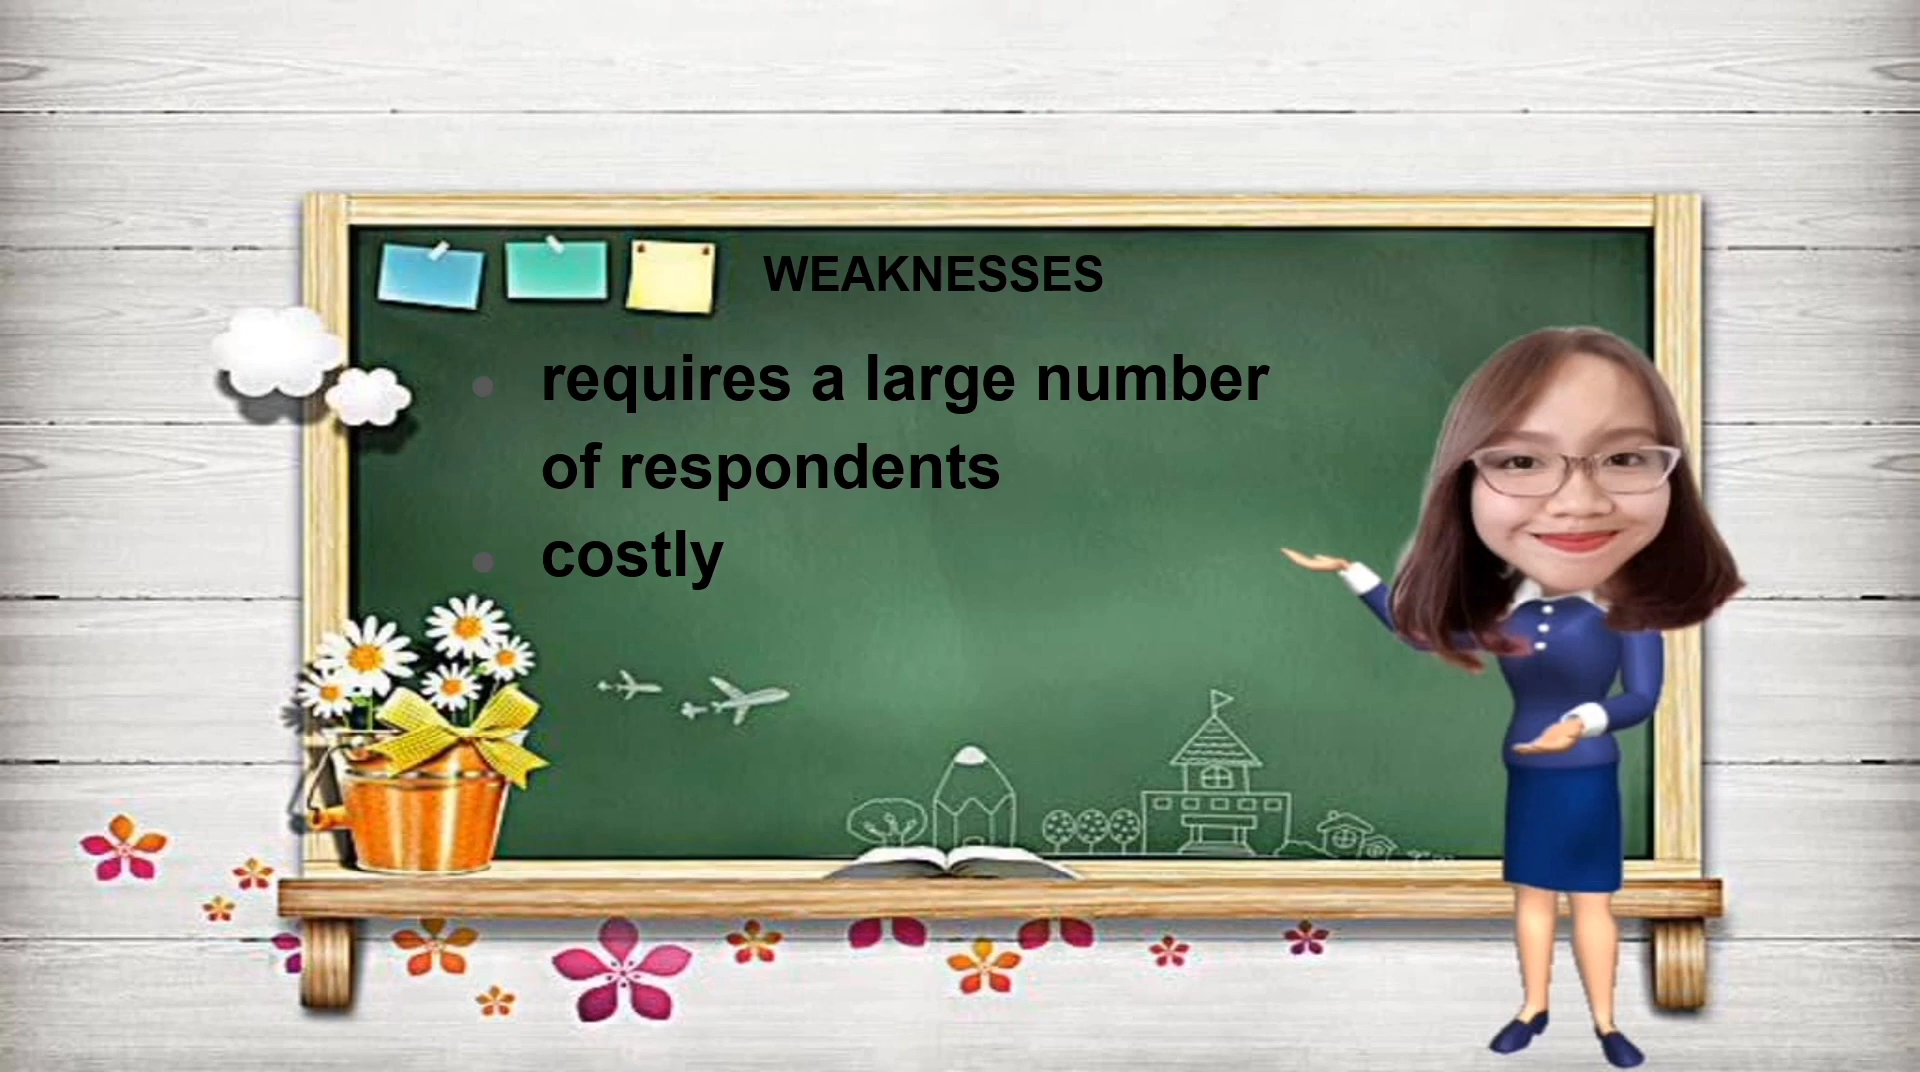 WEAKNESSES
● requires a large number
of respondents
● costly